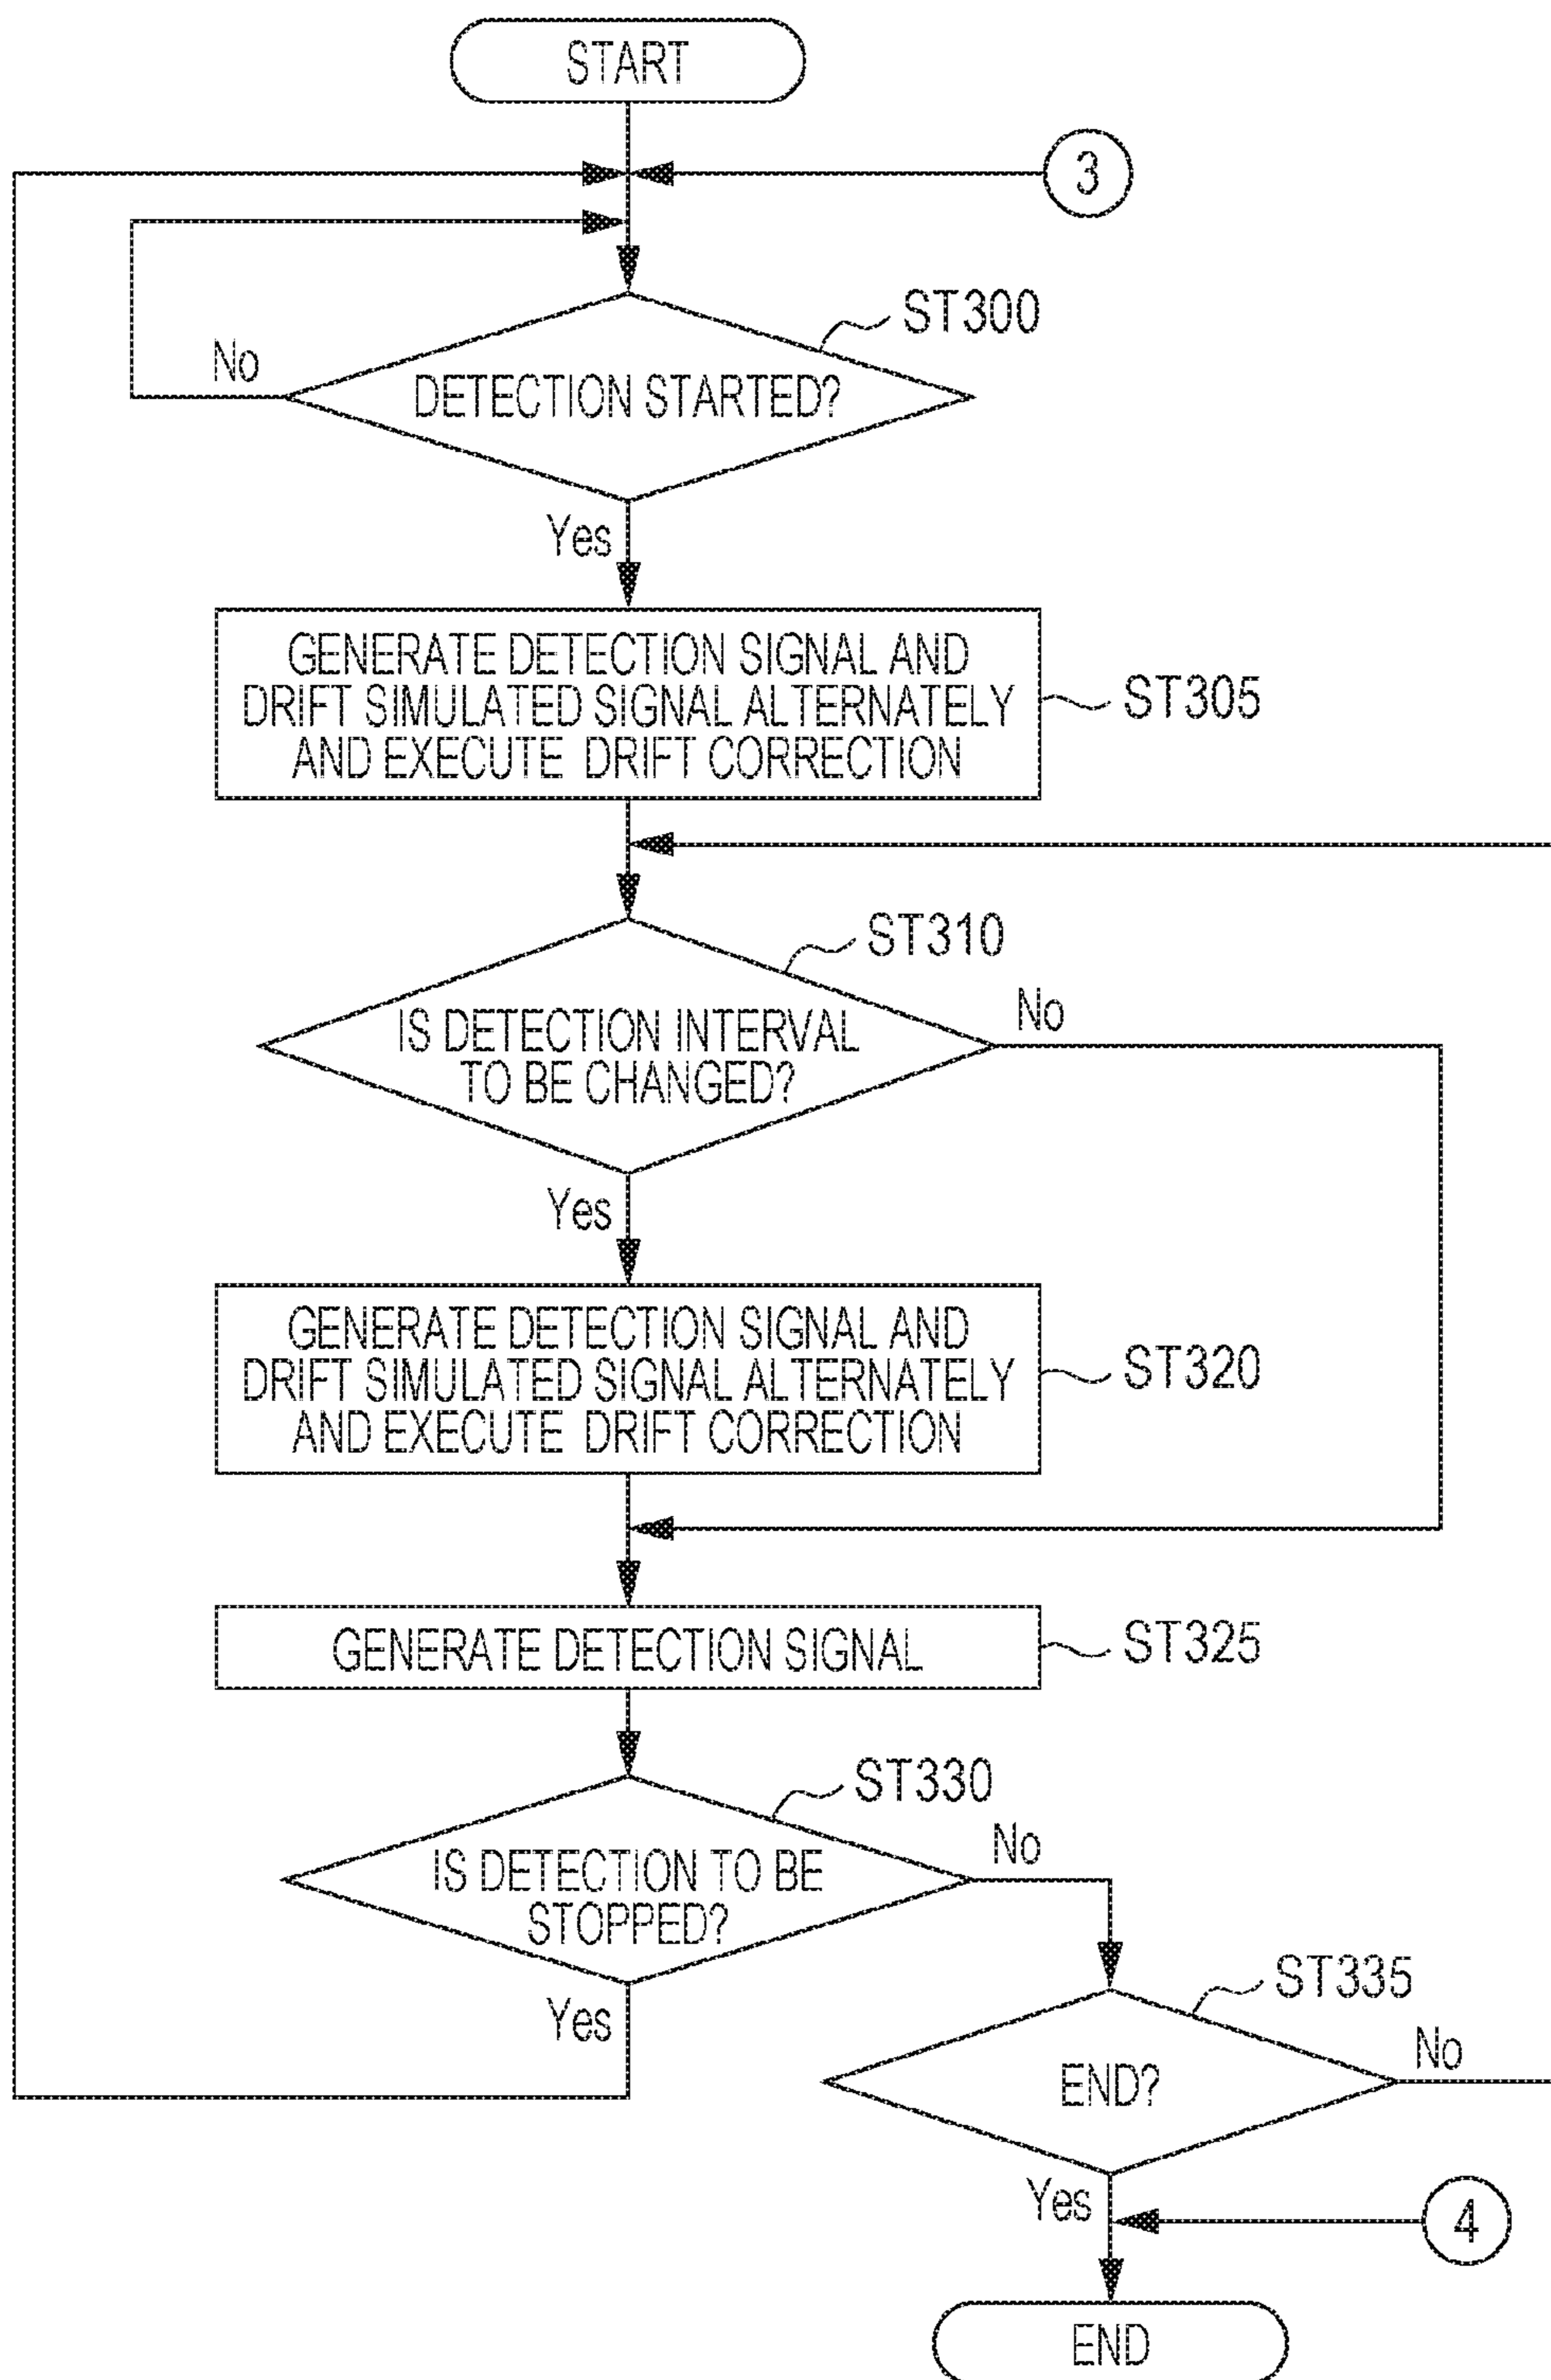 START
3
ST300
No
DETECTION STARTED?
Yes
GENERATE DETECTION SIGNAL AND
DRIFT SIMULATED SIGNAL ALTERNATELY
AND EXECUTE DRIFT CORRECTION
ST305
ST310
No
IS DETECTION INTERVAL
TO BE CHANGED?
Yes
GENERATE DETECTION SIGNAL AND
DRIFT SIMULATED SIGNAL ALTERNATELY
AND EXECUTE DRIFT CORRECTION
ST320
GENERATE DETECTION SIGNAL
ST325
ST330
No
IS DETECTION TO BE
STOPPED?
Yes
ST335
No
END?
Yes
4
END